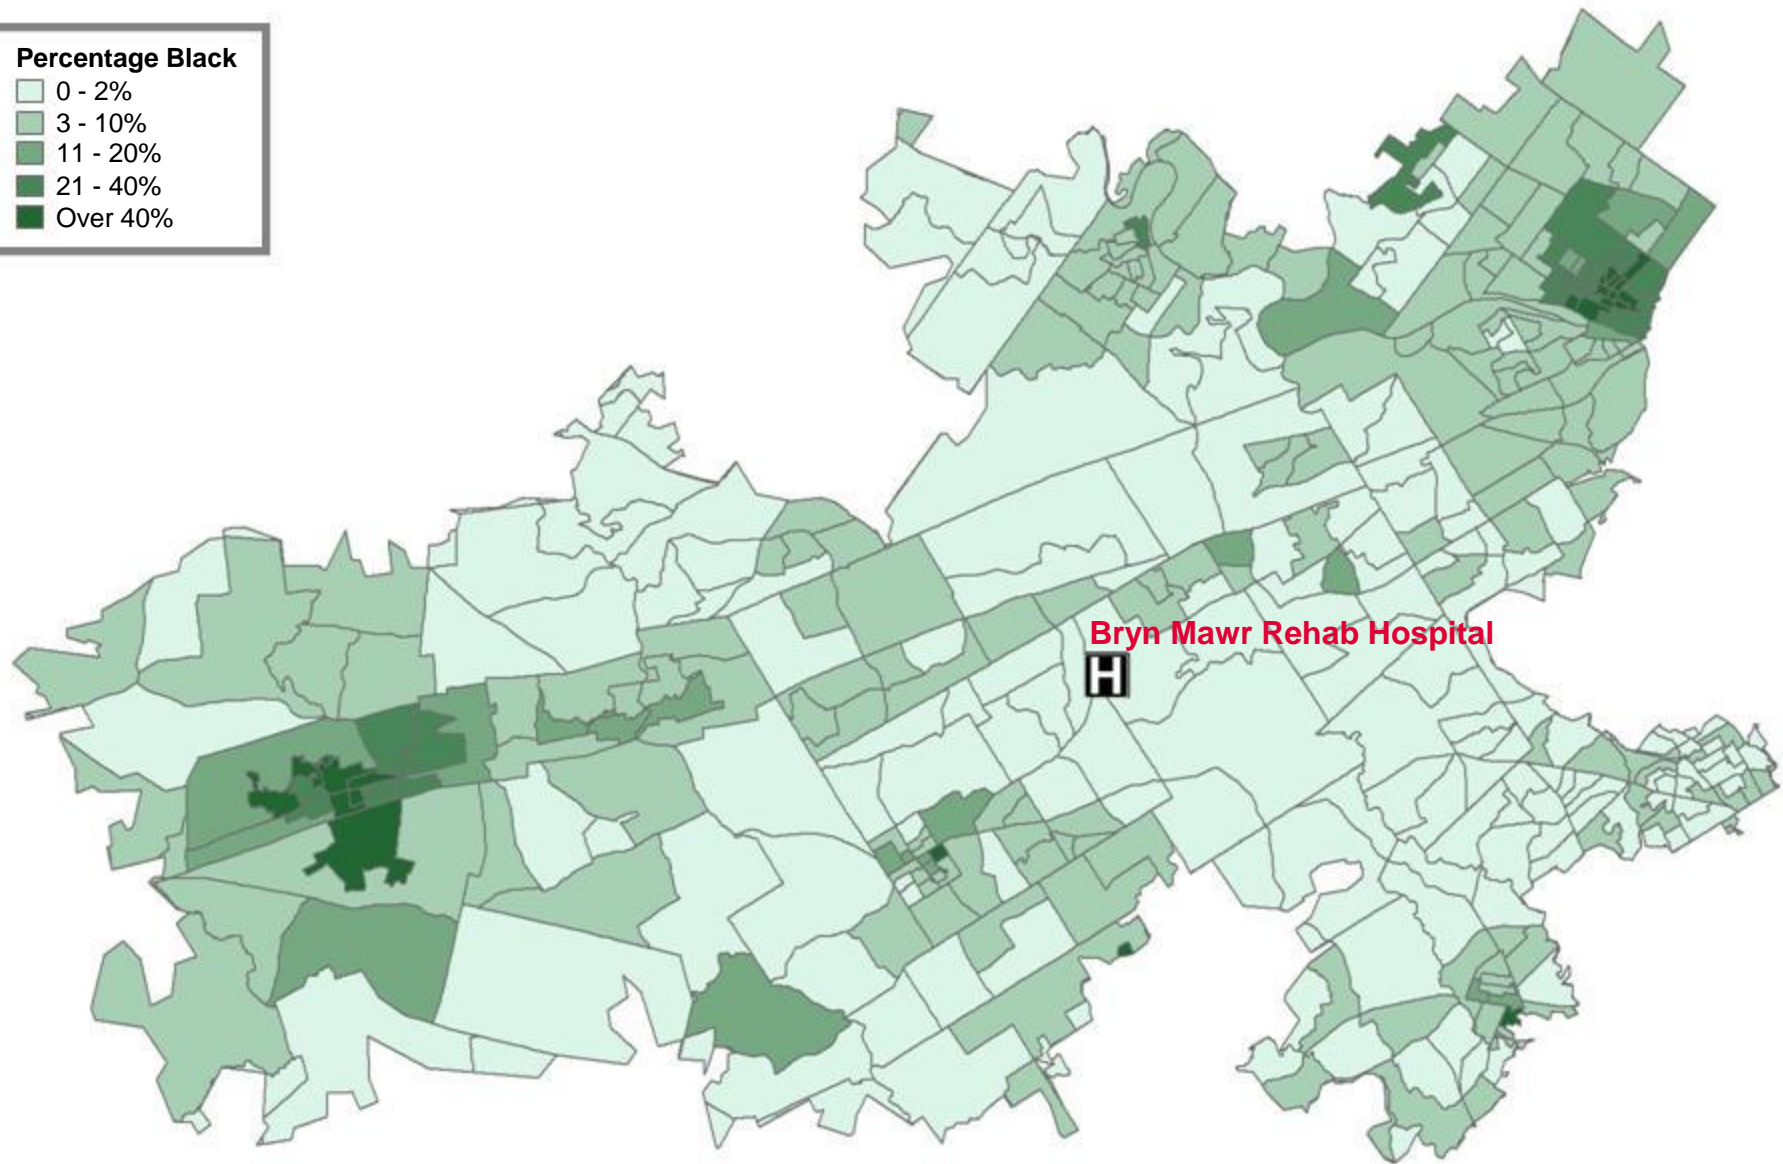 Percentage Black
0 - 2%
3 - 10%
11 - 20%
21 - 40%
Over 40%
Bryn Mawr Rehab Hospital
H